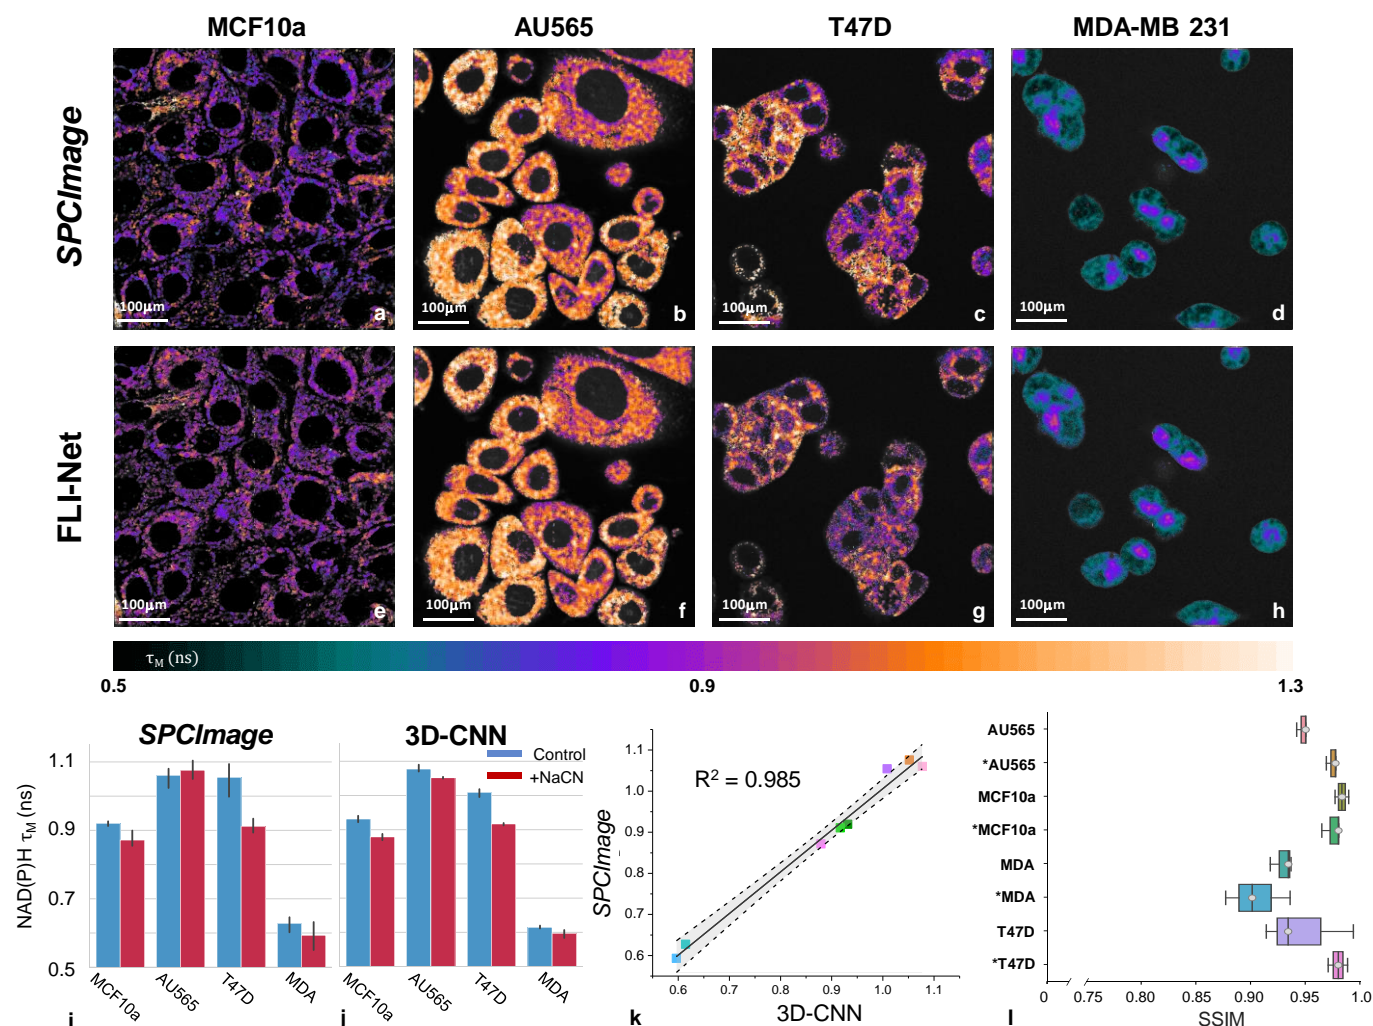 MCF10a AU565 T47D MDA-MB 231
SPCImage
100μm a 100μm b 100μm c 100μm d
FLI-Net
100μm e 100μm f 100μm g 100μm h
τM (ns)
0.5 0.9 1.3
SPCImage 3D-CNN
Control
+NaCN
NAD(P)H τM (ns)
1.1
0.9
0.7
0.5
MCF10a AU565 T47D MDA
MCF10a AU565 T47D MDA
j
R² = 0.985
SPCImage
1.1
1.0
0.9
0.8
0.7
0.6
0.6 0.7 0.8 0.9 1.0 1.1
k 3D-CNN
AU565
*AU565
MCF10a
*MCF10a
MDA
*MDA
T47D
*T47D
0 0.75 0.80 0.85 0.90 0.95 1.0
l SSIM